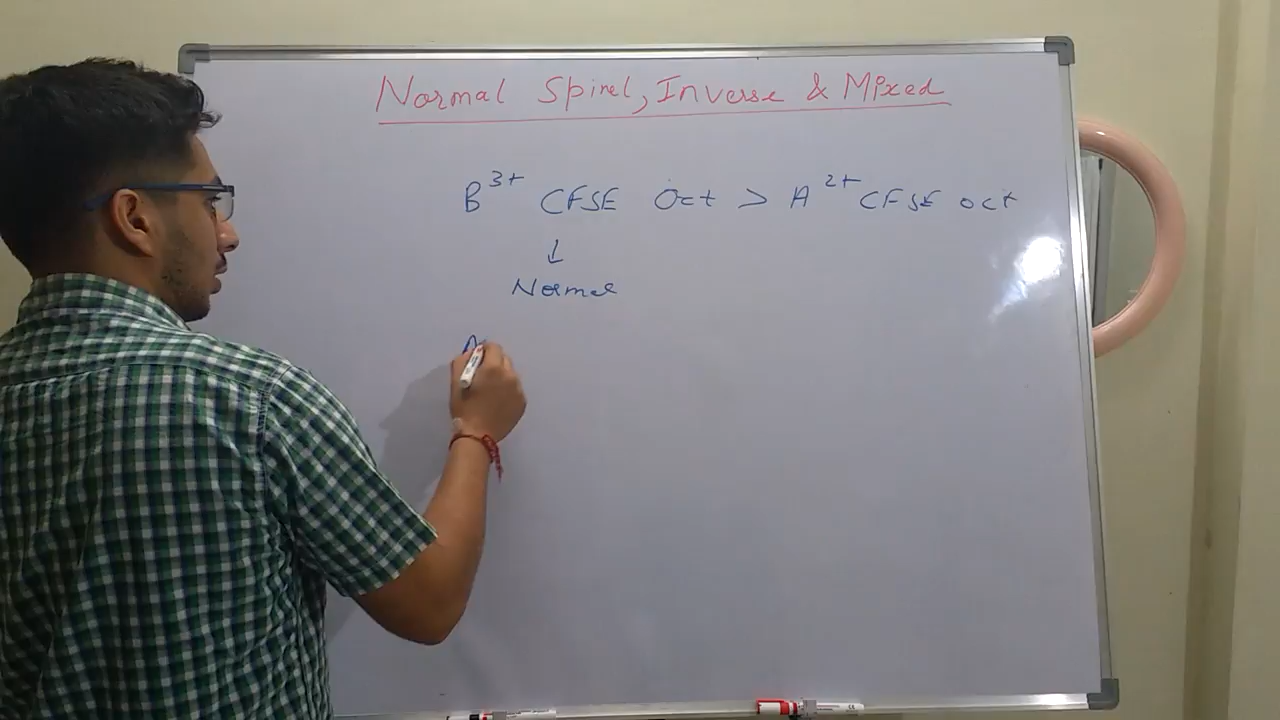 Normal Spinel, Inverse & Mixed
B³⁺ CFSE Oct > A²⁺ CFSE Oct
↓
Normal
A